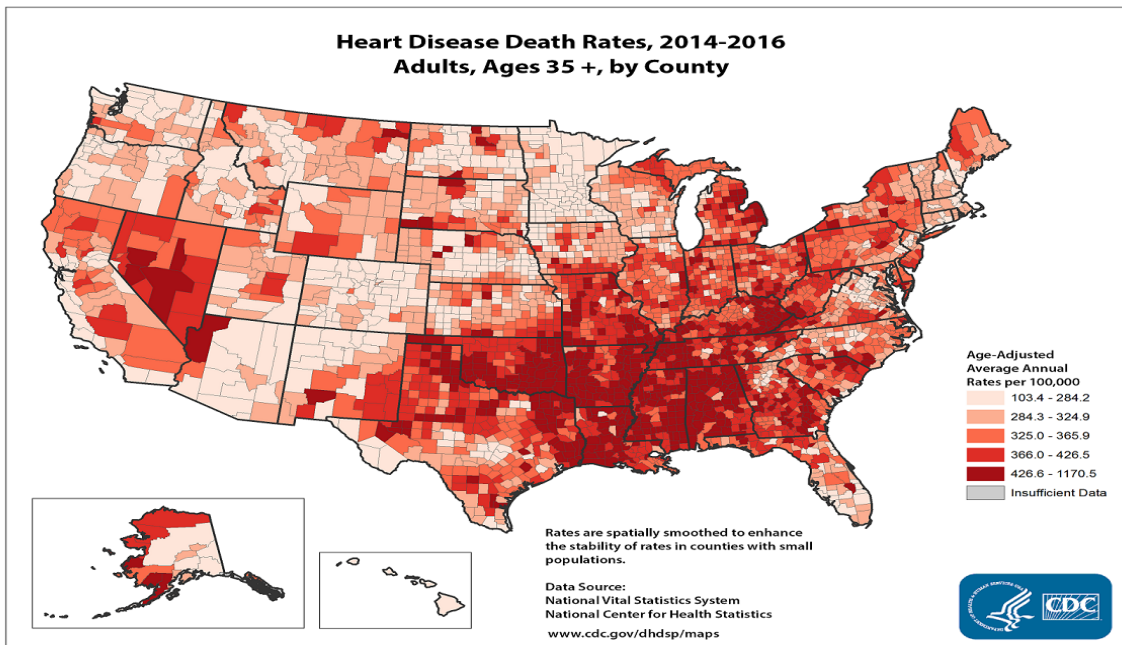 Heart Disease Death Rates, 2014-2016
Adults, Ages 35 +, by County
Age-Adjusted
Average Annual
Rates per 100,000
103.4 - 284.2
284.3 - 324.9
325.0 - 365.9
366.0 - 426.5
426.6 - 1170.5
Insufficient Data
Rates are spatially smoothed to enhance
the stability of rates in counties with small
populations.
Data Source:
National Vital Statistics System
National Center for Health Statistics
www.cdc.gov/dhdsp/maps
CDC